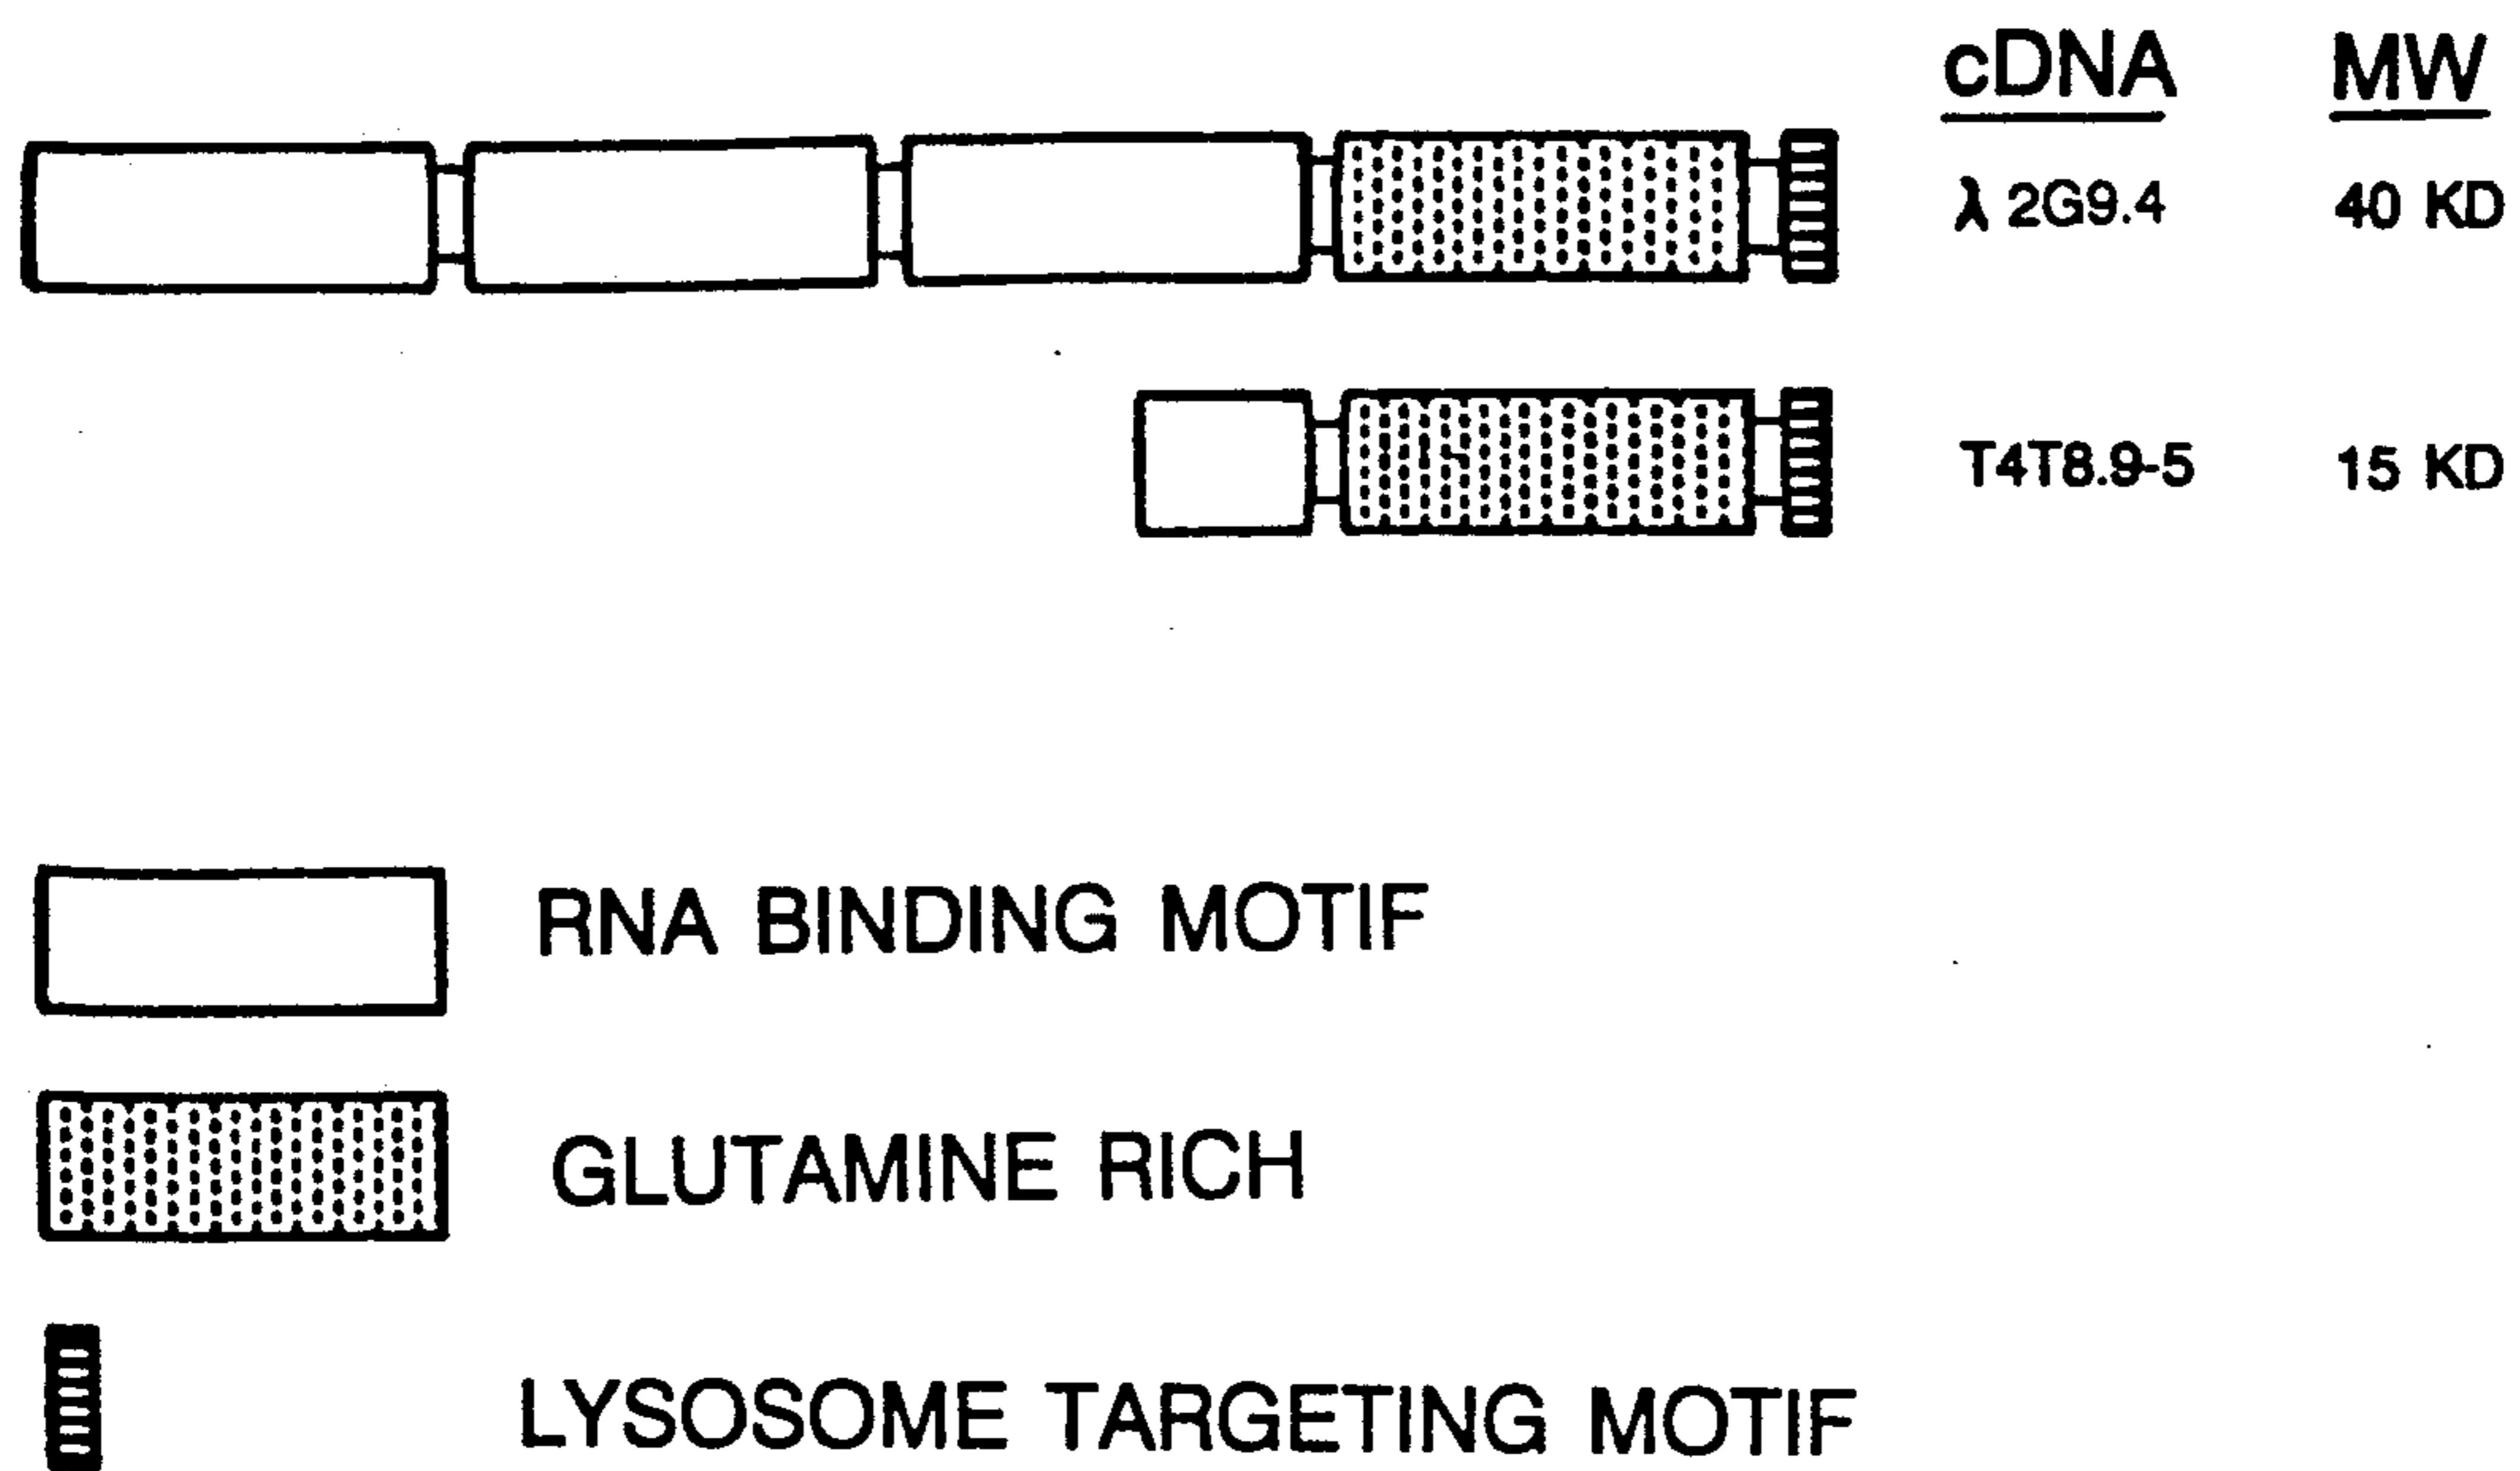 cDNA MW
λ 2G9.4 40 KD
T4T8.9-5 15 KD
RNA BINDING MOTIF
GLUTAMINE RICH
LYSOSOME TARGETING MOTIF